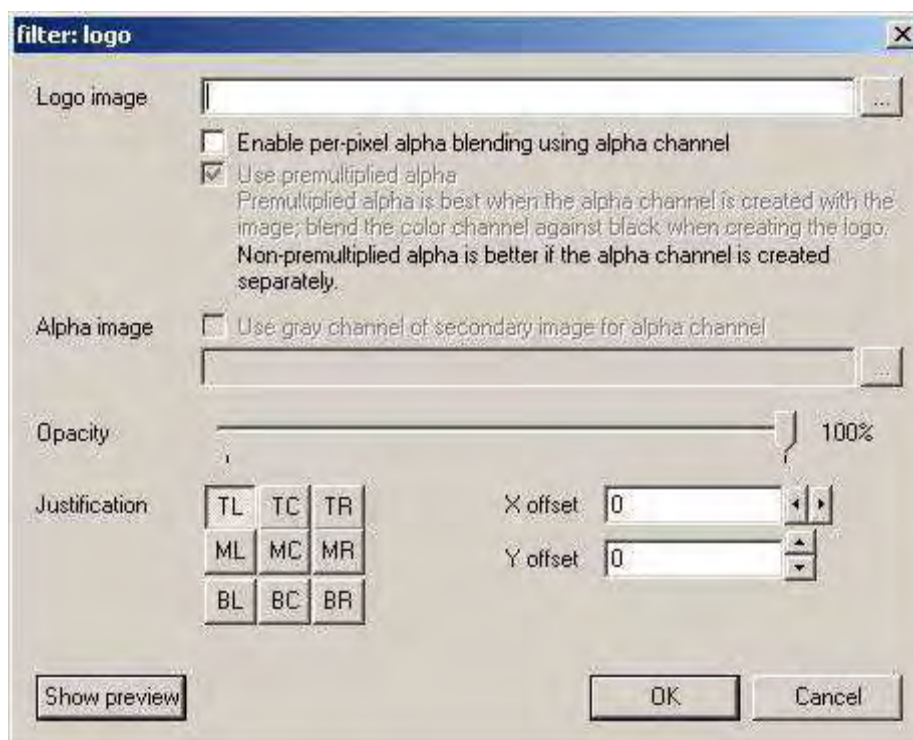 filter: logo
Logo image
...
Enable per-pixel alpha blending using alpha channel
Use premultiplied alpha
Premultiplied alpha is best when the alpha channel is created with the
image; blend the color channel against black when creating the logo.
Non-premultiplied alpha is better if the alpha channel is created
separately.
Alpha image
Use gray channel of secondary image for alpha channel
...
Opacity
100%
Justification
TL TC TR
X offset
0
ML MC MR
Y offset
0
BL BC BR
Show preview
OK
Cancel